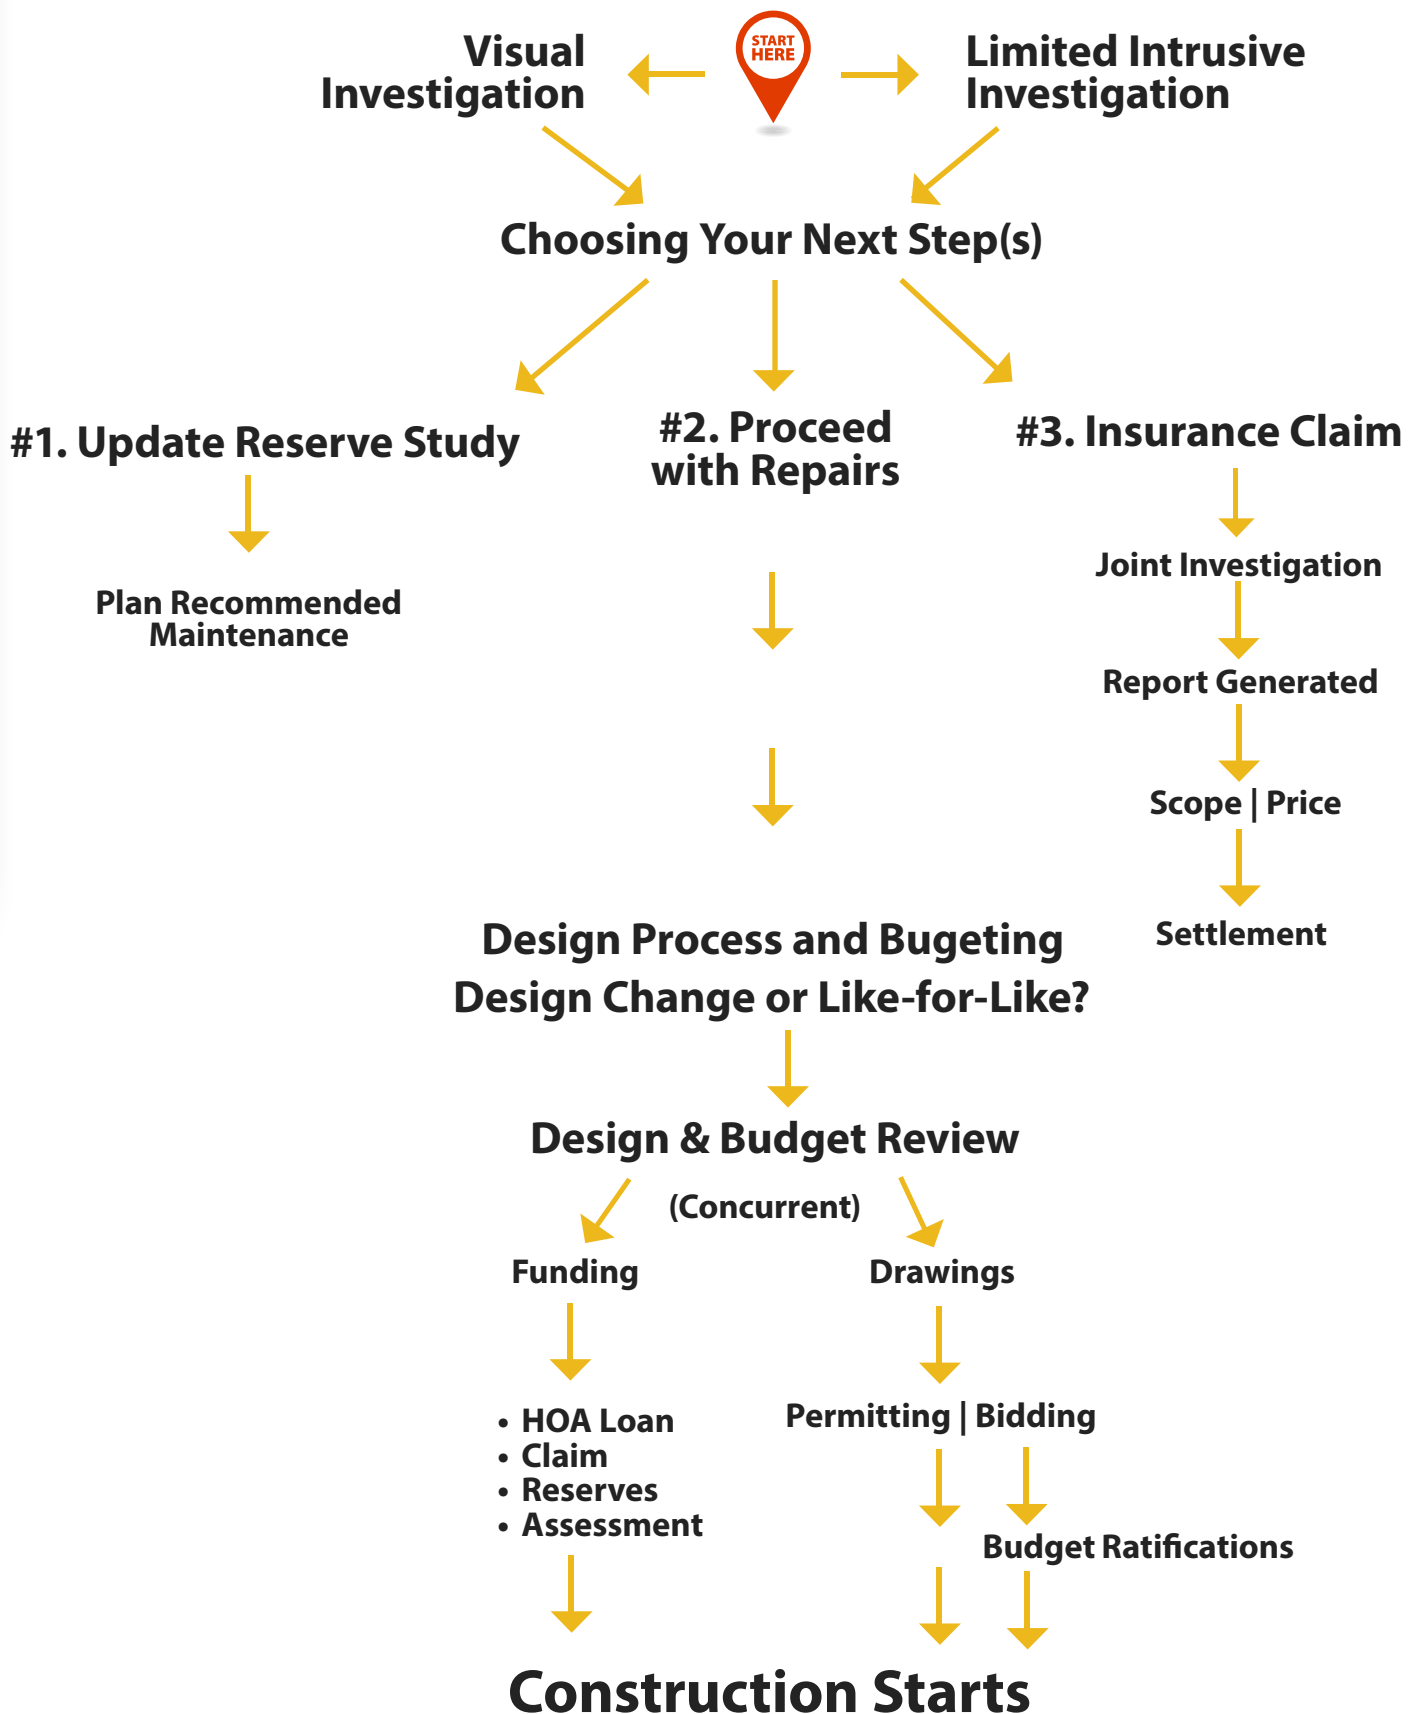 START
HERE
Visual
Investigation
Limited Intrusive
Investigation
Choosing Your Next Step(s)
#1. Update Reserve Study
#2. Proceed
with Repairs
#3. Insurance Claim
Plan Recommended
Maintenance
Joint Investigation
Report Generated
Scope | Price
Settlement
Design Process and Bugeting
Design Change or Like-for-Like?
Design & Budget Review
(Concurrent)
Funding
Drawings
• HOA Loan
• Claim
• Reserves
• Assessment
Permitting | Bidding
Budget Ratifications
Construction Starts